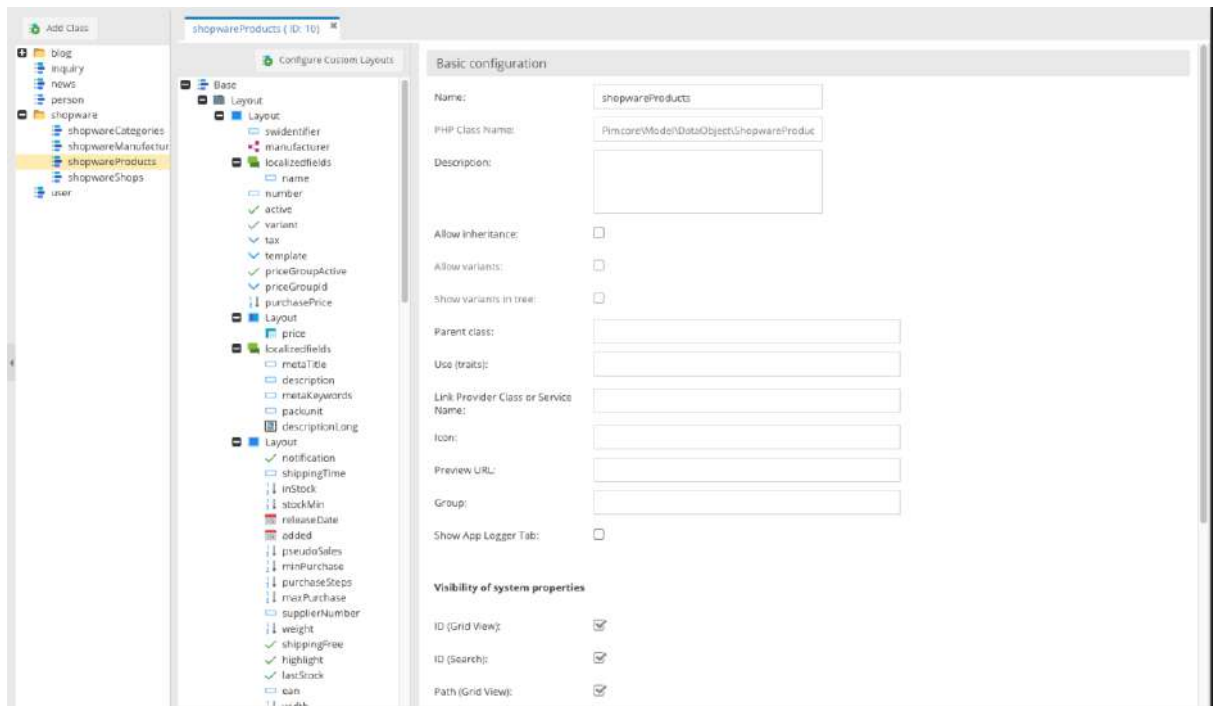 Add Class
blog
inquiry
news
person
shopware
shopwareCategories
shopwareManufactur
shopwareProducts
shopwareShops
user
shopwareProducts ( ID: 10)
Configure Custom Layouts
Base
Layout
Layout
swidentifier
manufacturer
localizedfields
name
number
active
variant
tax
template
priceGroupActive
priceGroupId
purchasePrice
Layout
price
localizedfields
metaTitle
description
metaKeywords
packunit
descriptionLong
Layout
notification
shippingTime
inStock
stockMin
releaseDate
added
pseudoSales
minPurchase
purchaseSteps
maxPurchase
supplierNumber
weight
shippingFree
highlight
lastStock
ean
width
Basic configuration
Name: shopwareProducts
PHP Class Name: Pimcore\Model\DataObject\ShopwareProduc
Description:
Allow inheritance:
Allow variants:
Show variants in tree:
Parent class:
Use (traits):
Link Provider Class or Service
Name:
Icon:
Preview URL:
Group:
Show App Logger Tab:
Visibility of system properties
ID (Grid View):
ID (Search):
Path (Grid View):